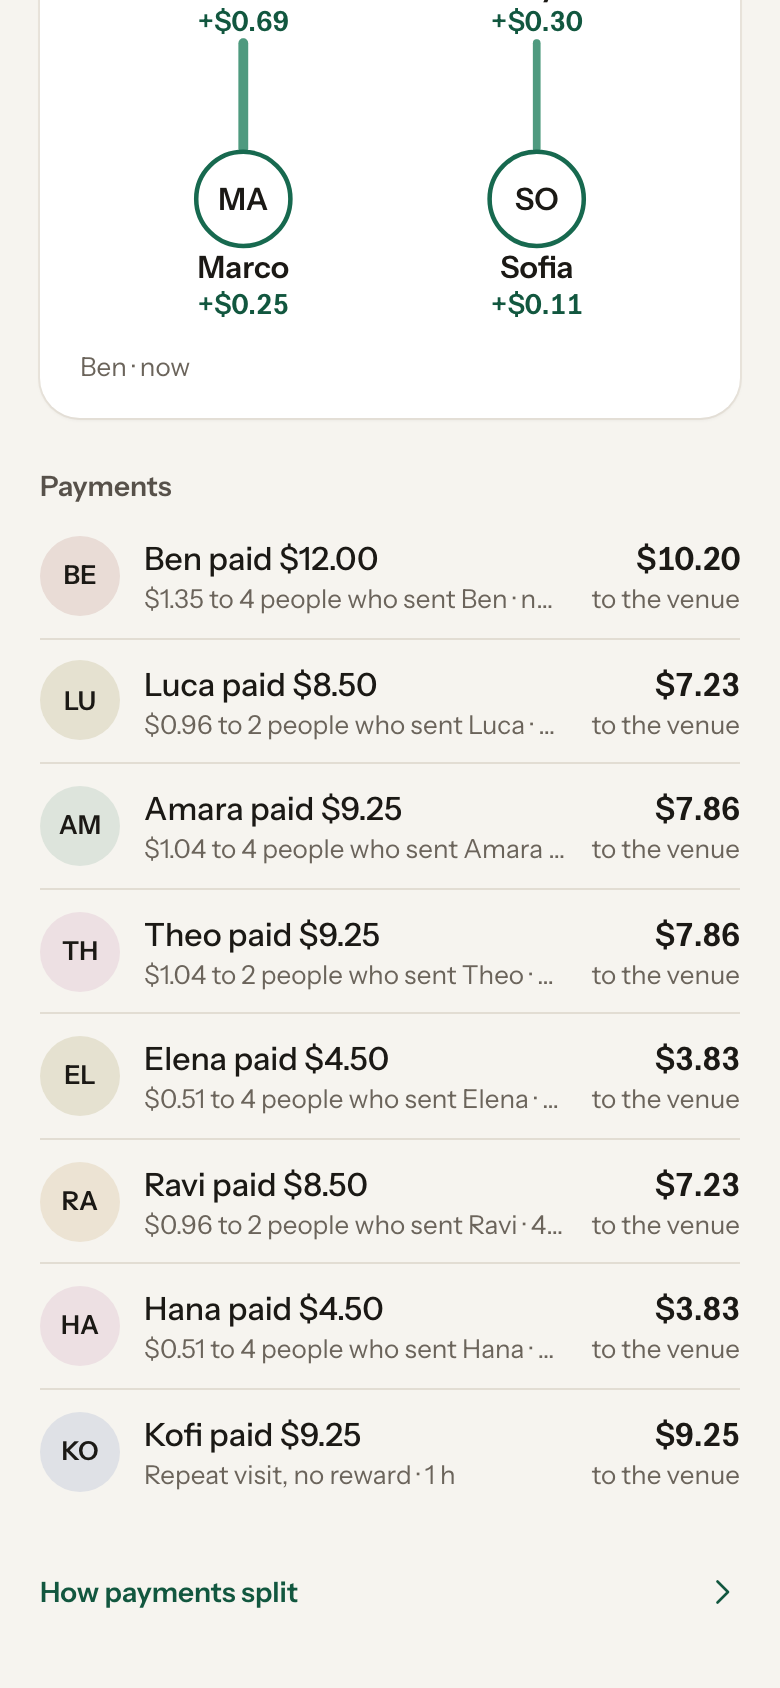 +$0.69
+$0.30
MA
SO
Marco
Sofia
+$0.25
+$0.11
Ben · now
Payments
BE
Ben paid $12.00
$10.20
$1.35 to 4 people who sent Ben · n...
to the venue
LU
Luca paid $8.50
$7.23
$0.96 to 2 people who sent Luca · ...
to the venue
AM
Amara paid $9.25
$7.86
$1.04 to 4 people who sent Amara ...
to the venue
TH
Theo paid $9.25
$7.86
$1.04 to 2 people who sent Theo · ...
to the venue
EL
Elena paid $4.50
$3.83
$0.51 to 4 people who sent Elena · ...
to the venue
RA
Ravi paid $8.50
$7.23
$0.96 to 2 people who sent Ravi · 4...
to the venue
HA
Hana paid $4.50
$3.83
$0.51 to 4 people who sent Hana · ...
to the venue
KO
Kofi paid $9.25
$9.25
Repeat visit, no reward · 1 h
to the venue
How payments split